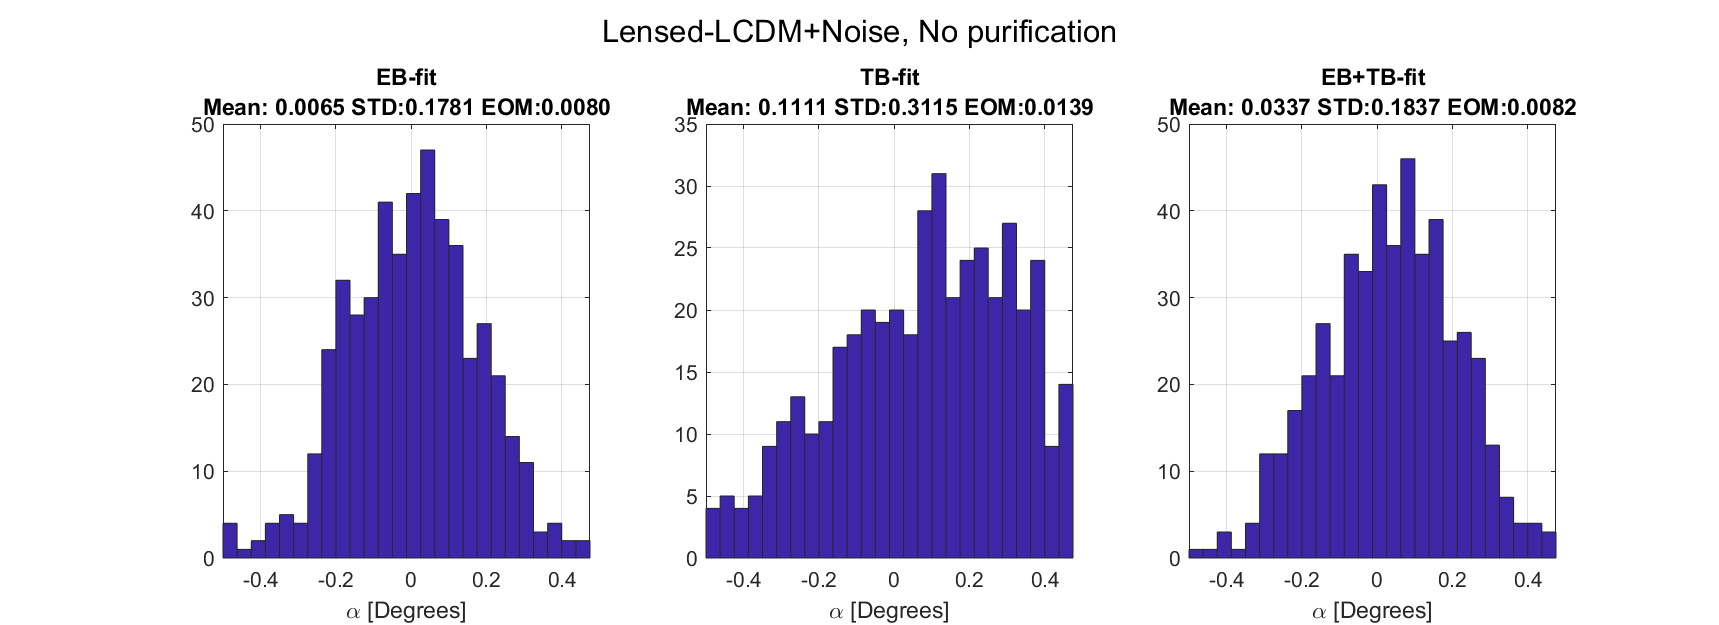 Lensed-LCDM+Noise, No purification
EB-fit
Mean: 0.0065 STD:0.1781 EOM:0.0080
50
40
30
20
10
0
-0.4 -0.2 0 0.2 0.4
α [Degrees]
TB-fit
Mean: 0.1111 STD:0.3115 EOM:0.0139
35
30
25
20
15
10
5
0
-0.4 -0.2 0 0.2 0.4
α [Degrees]
EB+TB-fit
Mean: 0.0337 STD:0.1837 EOM:0.0082
50
40
30
20
10
0
-0.4 -0.2 0 0.2 0.4
α [Degrees]